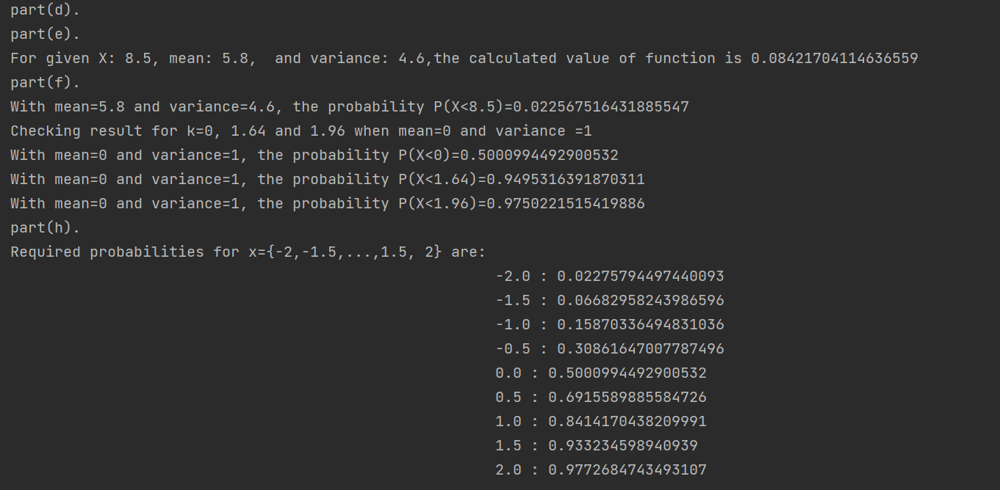 part(d).
part(e).
For given X: 8.5, mean: 5.8,  and variance: 4.6,the calculated value of function is 0.08421704114636559
part(f).
With mean=5.8 and variance=4.6, the probability P(X<8.5)=0.022567516431885547
Checking result for k=0, 1.64 and 1.96 when mean=0 and variance =1
With mean=0 and variance=1, the probability P(X<0)=0.5000994492900532
With mean=0 and variance=1, the probability P(X<1.64)=0.9495316391870311
With mean=0 and variance=1, the probability P(X<1.96)=0.9750221515419886
part(h).
Required probabilities for x={-2,-1.5,...,1.5, 2} are:
-2.0 : 0.02275794497440093
-1.5 : 0.06682958243986596
-1.0 : 0.15870336494831036
-0.5 : 0.30861647007787496
0.0 : 0.5000994492900532
0.5 : 0.6915589885584726
1.0 : 0.8414170438209991
1.5 : 0.933234598940939
2.0 : 0.9772684743493107